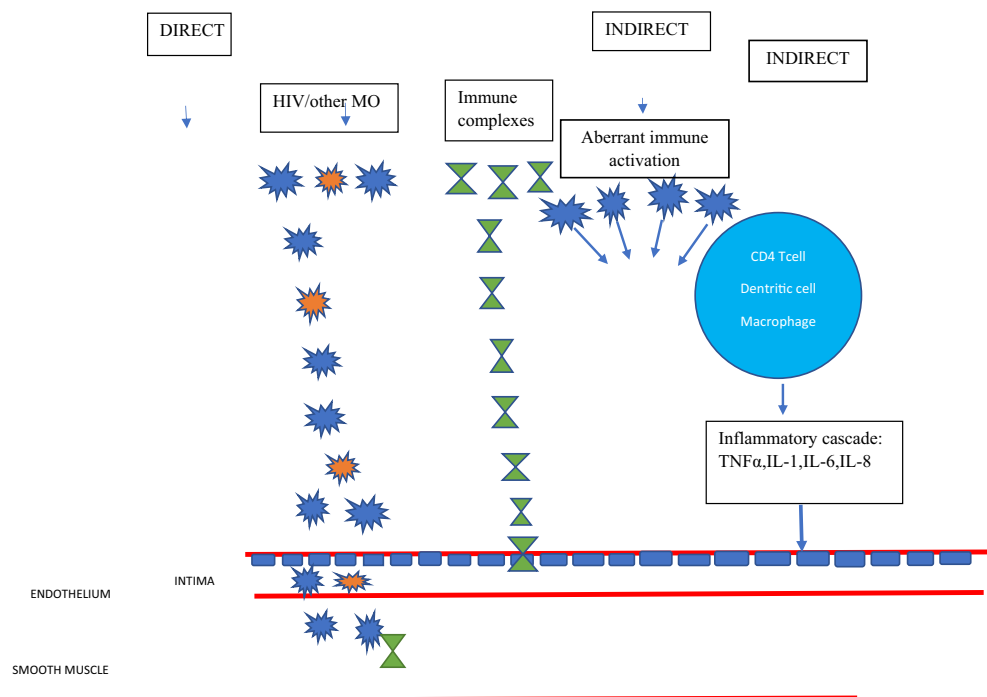 DIRECT
INDIRECT
INDIRECT
HIV/other MO
Immune
complexes
Aberrant immune
activation
CD4 Tcell
Dentritic cell
Macrophage
Inflammatory cascade:
TNFα,IL-1,IL-6,IL-8
INTIMA
ENDOTHELIUM
SMOOTH MUSCLE